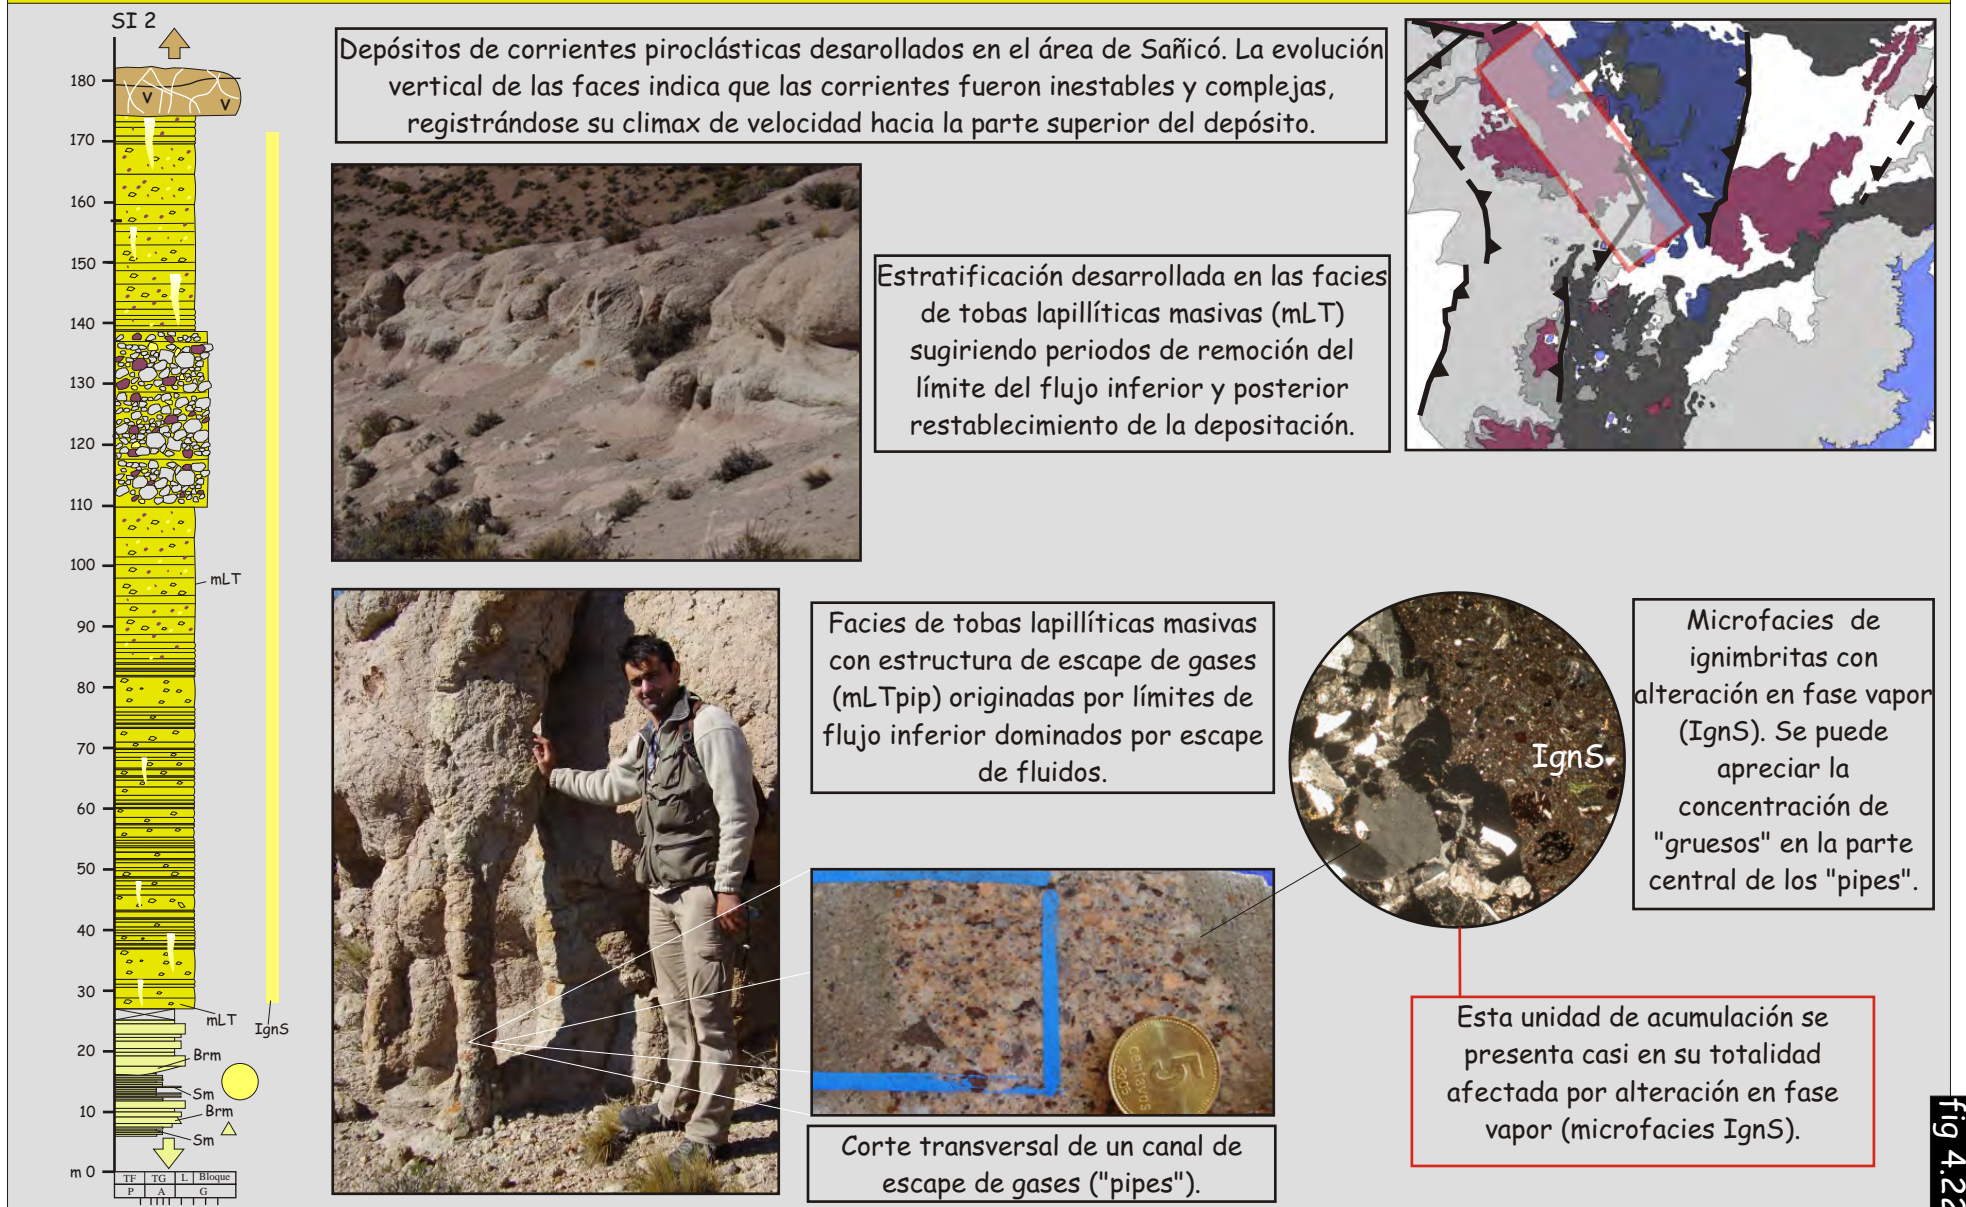 SI 2
180
170
160
150
140
130
120
110
100
90
80
70
60
50
40
30
20
10
m 0
mLT
mLT
IgnS
Brm
Sm
Brm
Sm
TF TG L Bloque
P A G
Depósitos de corrientes piroclásticas desarollados en el área de Sañicó. La evolución
vertical de las faces indica que las corrientes fueron inestables y complejas,
registrándose su climax de velocidad hacia la parte superior del depósito.
Estratificación desarrollada en las facies
de tobas lapillíticas masivas (mLT)
sugiriendo periodos de remoción del
límite del flujo inferior y posterior
restablecimiento de la depositación.
Facies de tobas lapillíticas masivas
con estructura de escape de gases
(mLTpip) originadas por límites de
flujo inferior dominados por escape
de fluidos.
IgnS
Microfacies de
ignimbritas con
alteración en fase vapor
(IgnS). Se puede
apreciar la
concentración de
"gruesos" en la parte
central de los "pipes".
5
centavos
2005
Corte transversal de un canal de
escape de gases ("pipes").
Esta unidad de acumulación se
presenta casi en su totalidad
afectada por alteración en fase
vapor (microfacies IgnS).
fig 4.22